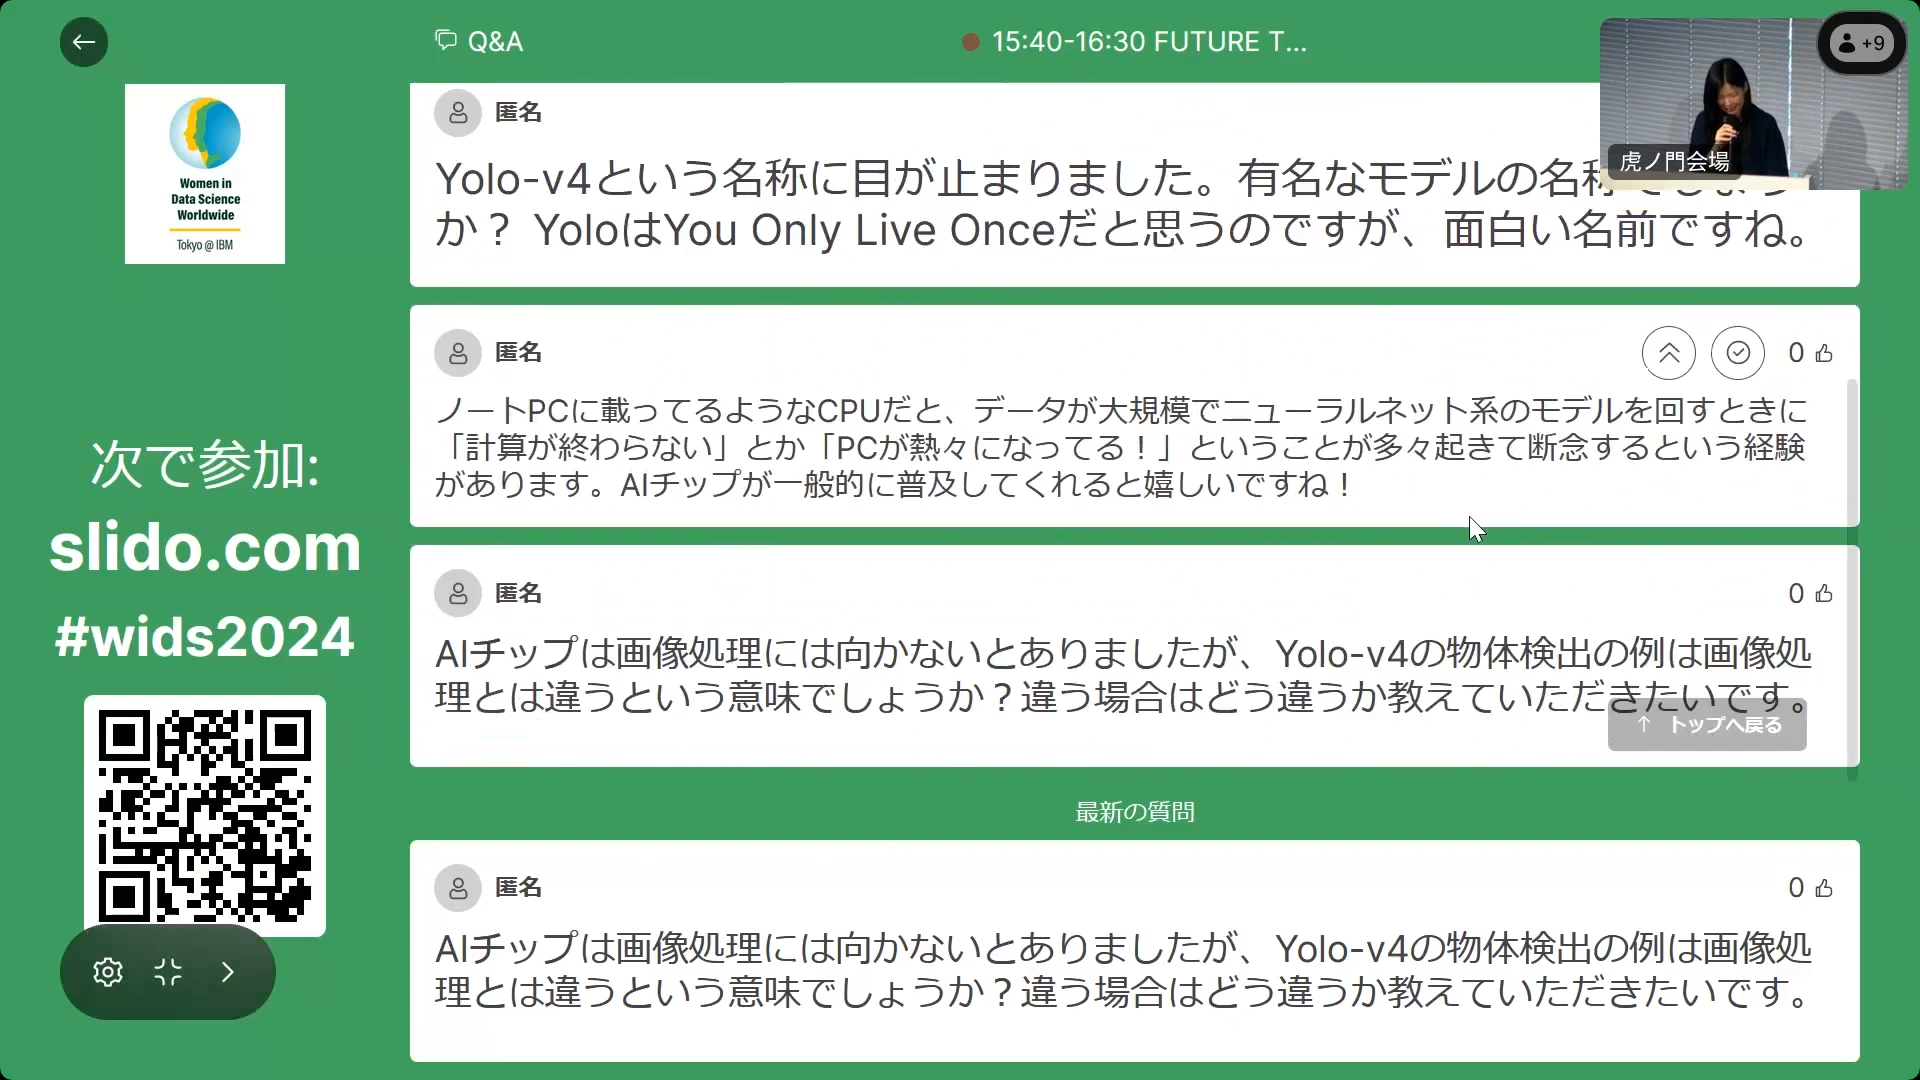 Q&A
15:40-16:30 FUTURE T...
+9
虎ノ門会場
Women in
Data Science
Worldwide
Tokyo @ IBM
次で参加:
slido.com
#wids2024
匿名
Yolo-v4という名称に目が止まりました。有名なモデルの名称でしょう
か？ YoloはYou Only Live Onceだと思うのですが、面白い名前ですね。
匿名
0
ノートPCに載ってるようなCPUだと、データが大規模でニューラルネット系のモデルを回すときに
「計算が終わらない」とか「PCが熱々になってる！」ということが多々起きて断念するという経験
があります。AIチップが一般的に普及してくれると嬉しいですね！
匿名
0
AIチップは画像処理には向かないとありましたが、Yolo-v4の物体検出の例は画像処
理とは違うという意味でしょうか？違う場合はどう違うか教えていただきたいです。
↑ トップへ戻る
最新の質問
匿名
0
AIチップは画像処理には向かないとありましたが、Yolo-v4の物体検出の例は画像処
理とは違うという意味でしょうか？違う場合はどう違うか教えていただきたいです。